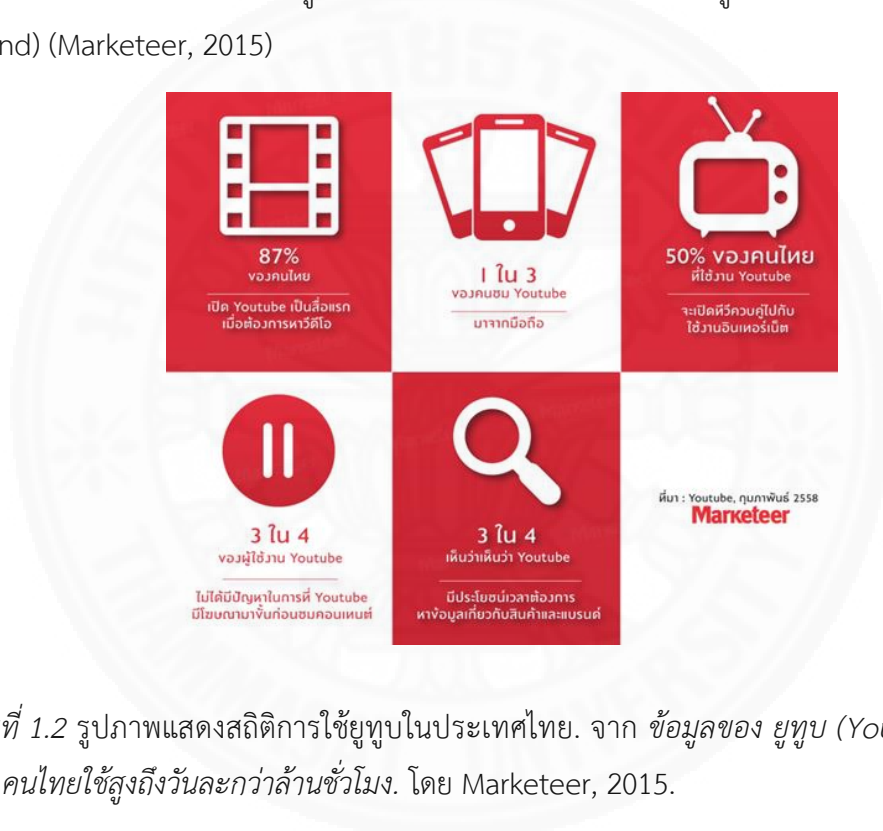 nd) (Marketeer, 2015)
87%
ของคนไทย
เปิด Youtube เป็นสื่อแรก
เมื่อต้องการหาวีดีโอ
1 ใน 3
ของคนชม Youtube
มาจากมือถือ
50% ของคนไทย
ที่ใช้งาน Youtube
จะเปิดทีวีควบคู่ไปกับ
ใช้งานอินเทอร์เน็ต
3 ใน 4
ของผู้ใช้งาน Youtube
ไม่ได้มีปัญหาในการที่ Youtube
มีโฆษณามาขั้นก่อนชมคอนเทนต์
3 ใน 4
เห็นว่าเห็นว่า Youtube
มีประโยชน์เวลาต้องการ
หาข้อมูลเกี่ยวกับสินค้าและแบรนด์
ที่มา : Youtube, กุมภาพันธ์ 2558
Marketeer
ที่ 1.2 รูปภาพแสดงสถิติการใช้ยูทูบในประเทศไทย. จาก ข้อมูลของ ยูทูบ (You
คนไทยใช้สูงถึงวันละกว่าล้านชั่วโมง. โดย Marketeer, 2015.